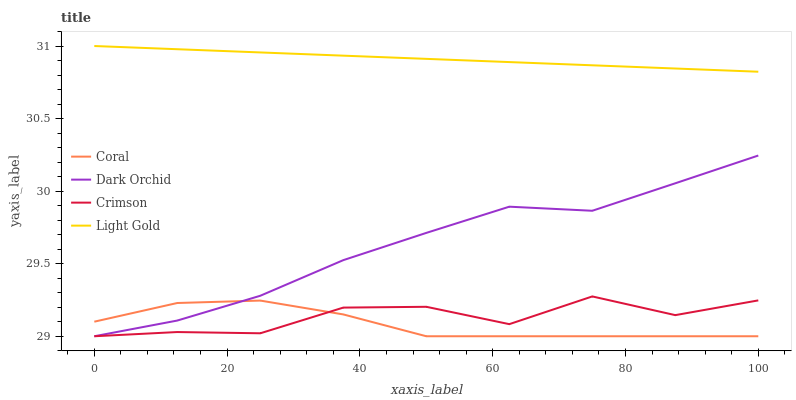 title
31
30.5
30
29.5
29
yaxis_label
Coral
Dark Orchid
Crimson
Light Gold
0 20 40 60 80 100
xaxis_label